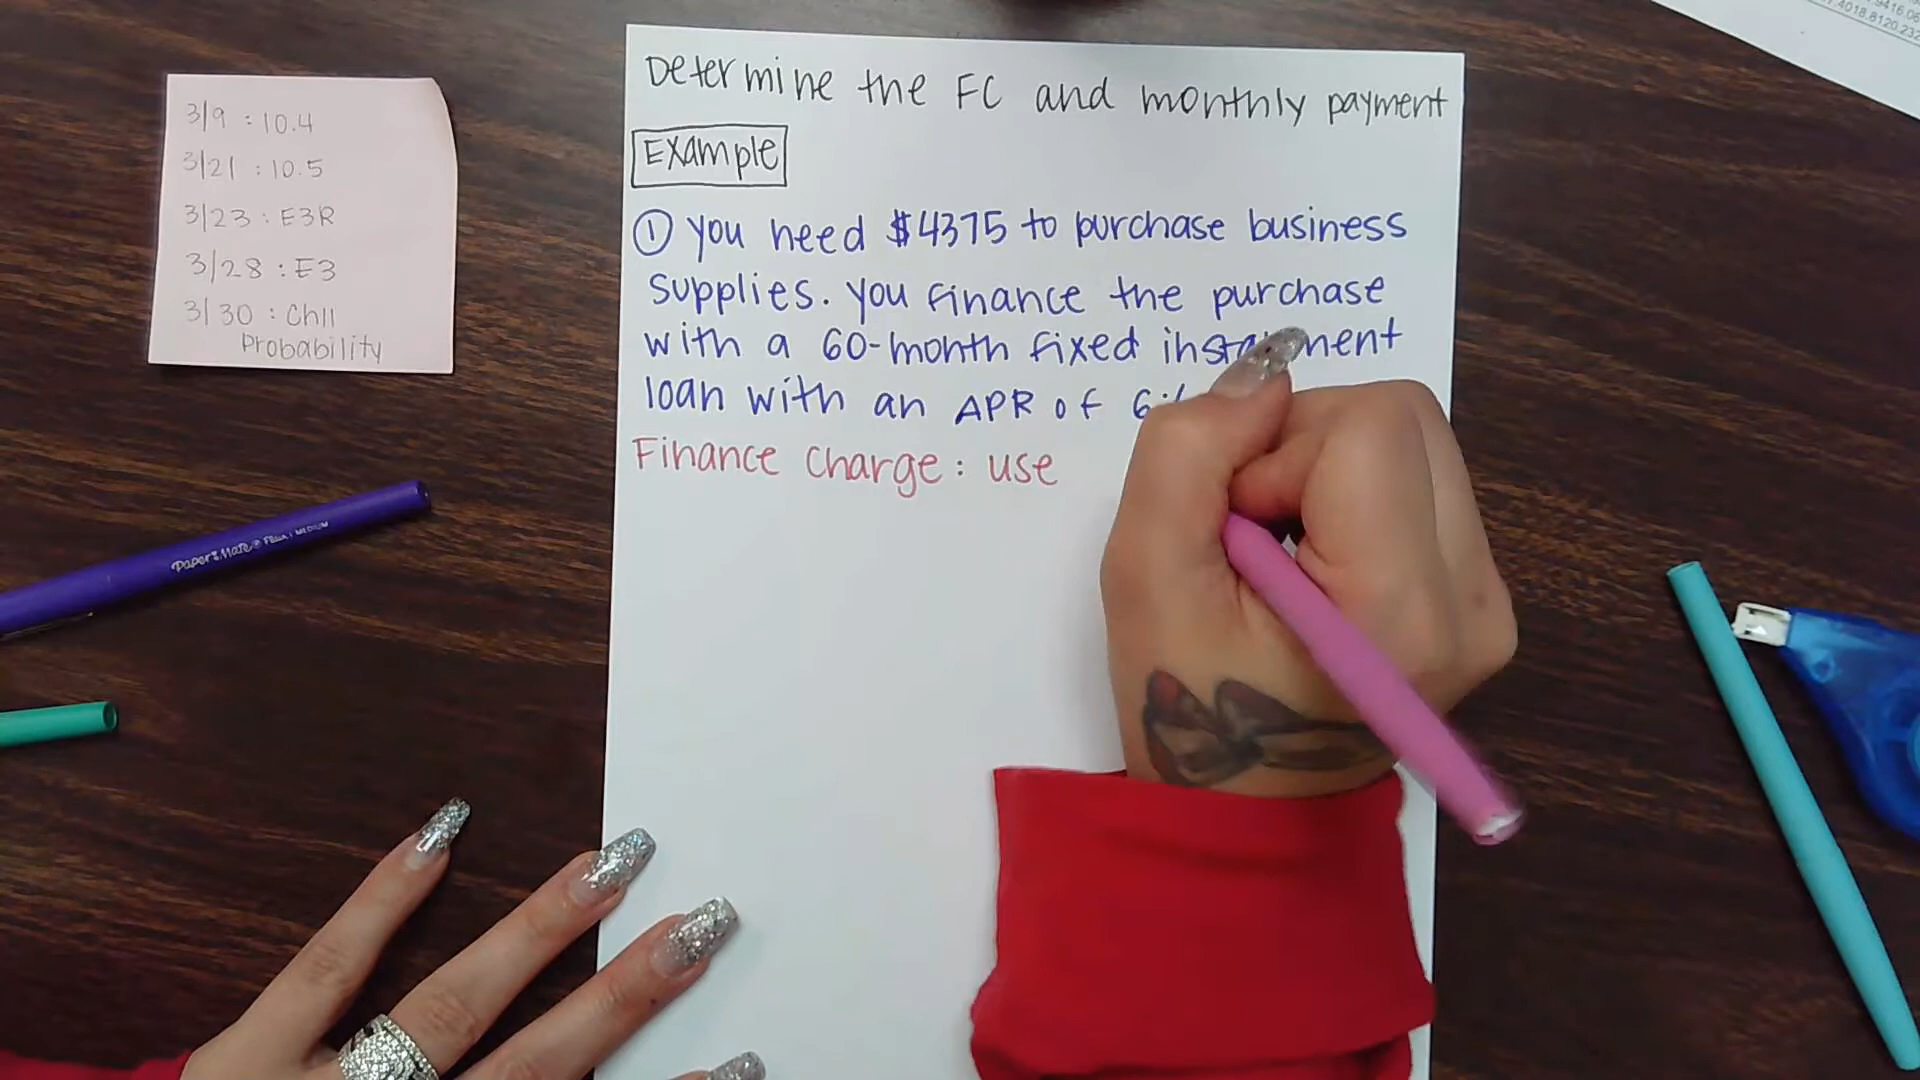 3/9 : 10.4
3/21 : 10.5
3/23 : E3R
3/28 : E3
3/30 : Ch11
Probability
Determine the FC and monthly payment
Example
① You need $4375 to purchase business
supplies. You finance the purchase
with a 60-month fixed
loan with an APR of
Finance Charge: use
Paper:Mate® Flair | MEDIUM